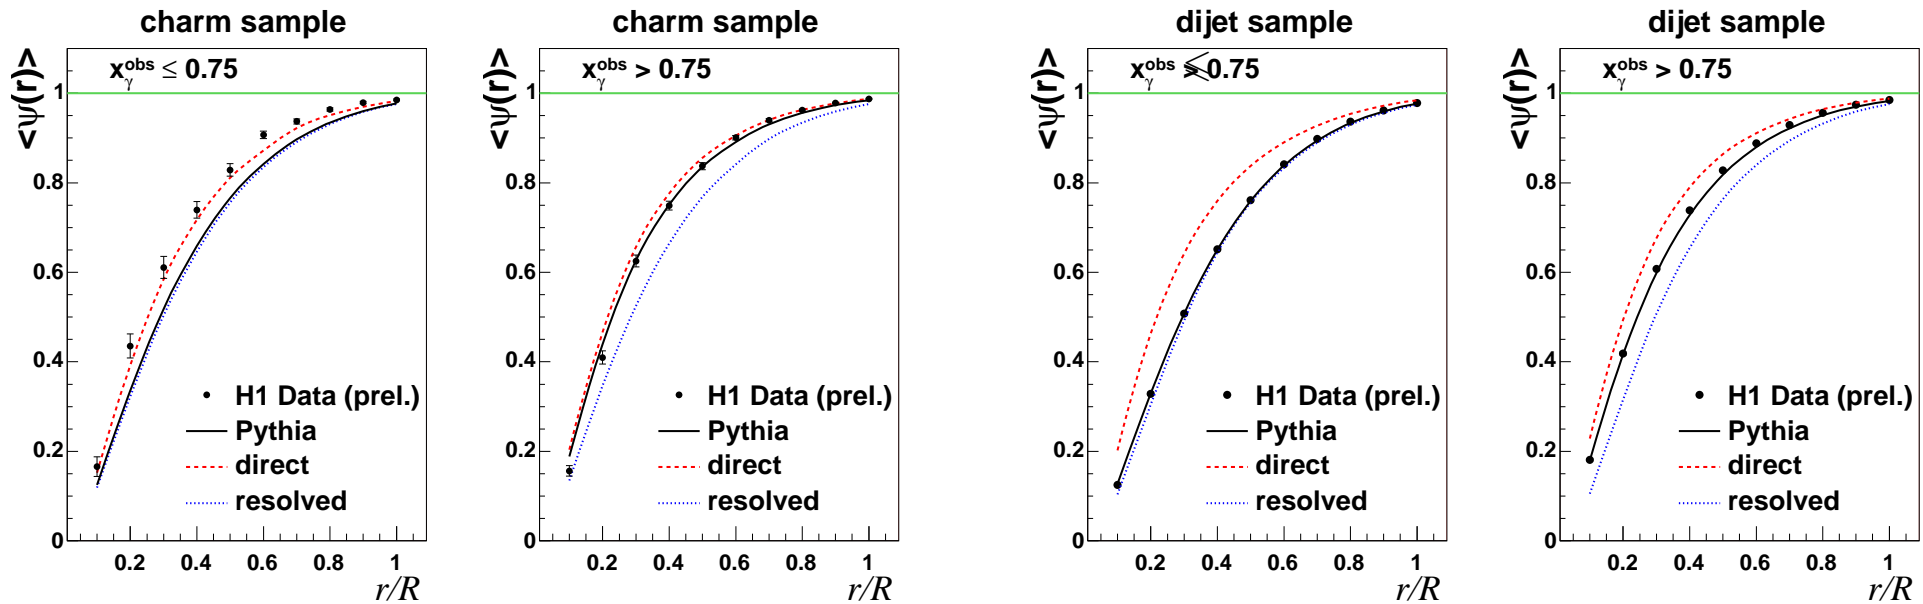 charm sample
<ψ(r)>
x_γ^obs ≤ 0.75
1
0.8
0.6
0.4
0.2
0
H1 Data (prel.)
Pythia
direct
resolved
0.2 0.4 0.6 0.8 1
r/R
charm sample
<ψ(r)>
x_γ^obs > 0.75
1
0.8
0.6
0.4
0.2
0
H1 Data (prel.)
Pythia
direct
resolved
0.2 0.4 0.6 0.8 1
r/R
dijet sample
<ψ(r)>
x_γ^obs ≤ 0.75
1
0.8
0.6
0.4
0.2
0
H1 Data (prel.)
Pythia
direct
resolved
0.2 0.4 0.6 0.8 1
r/R
dijet sample
<ψ(r)>
x_γ^obs > 0.75
1
0.8
0.6
0.4
0.2
0
H1 Data (prel.)
Pythia
direct
resolved
0.2 0.4 0.6 0.8 1
r/R